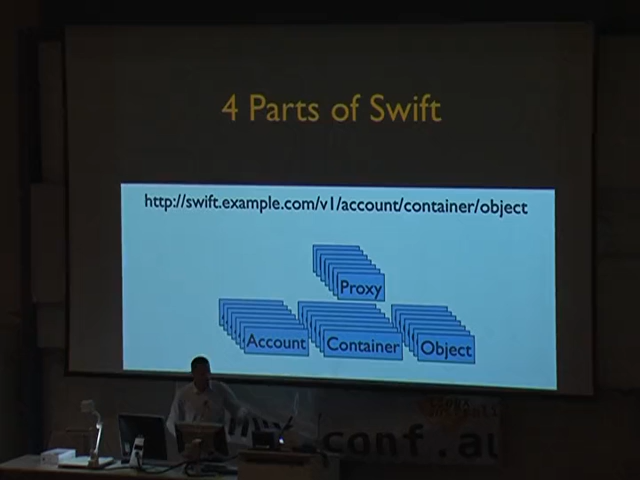 4 Parts of Swift
http://swift.example.com/v1/account/container/object
Proxy
Account
Container
Object
conf.au